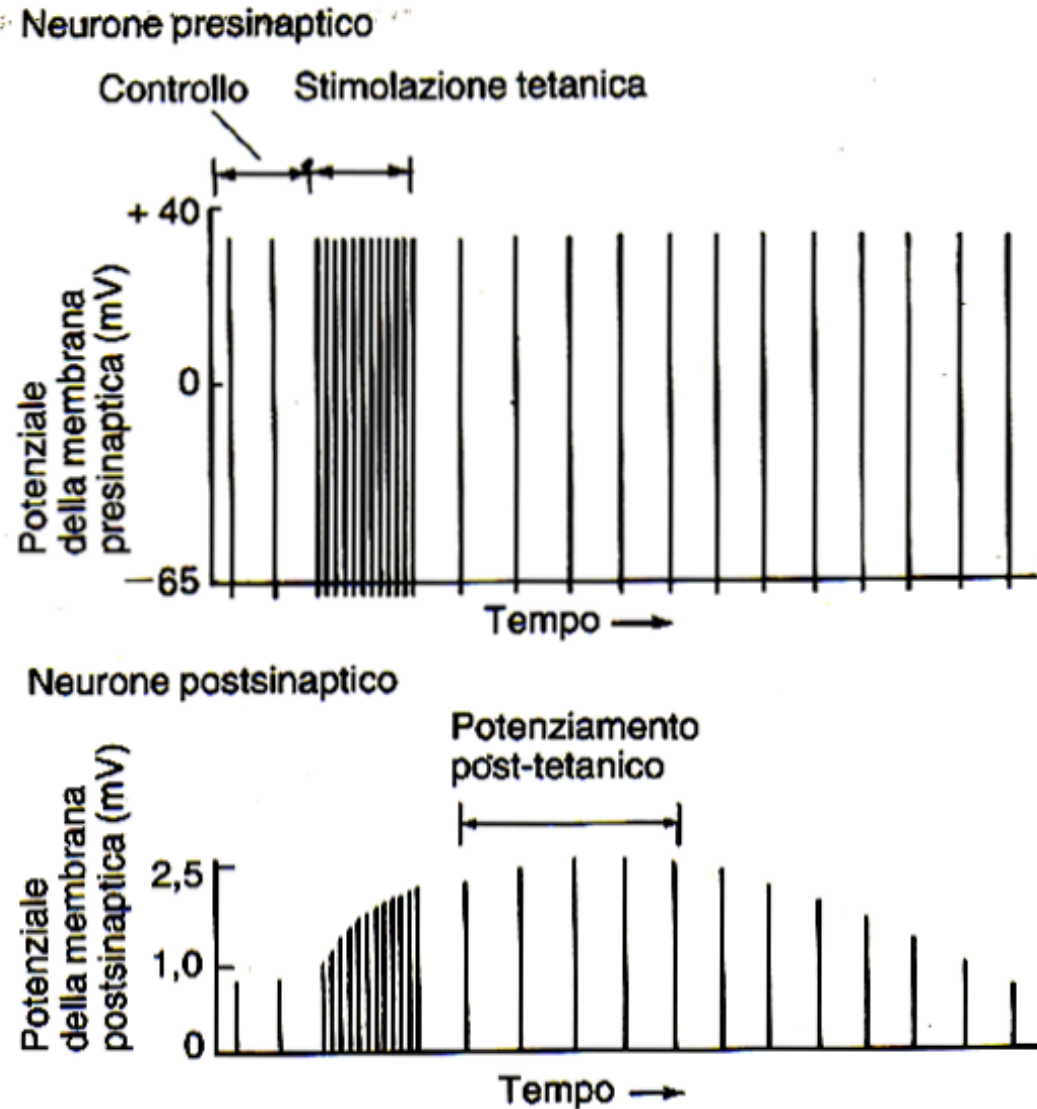 Neurone presinaptico
Controllo Stimolazione tetanica
+ 40
0
−65
Potenziale
della membrana
presinaptica (mV)
Tempo →
Neurone postsinaptico
Potenziamento
post-tetanico
2,5
1,0
0
Potenziale
della membrana
postsinaptica (mV)
Tempo →